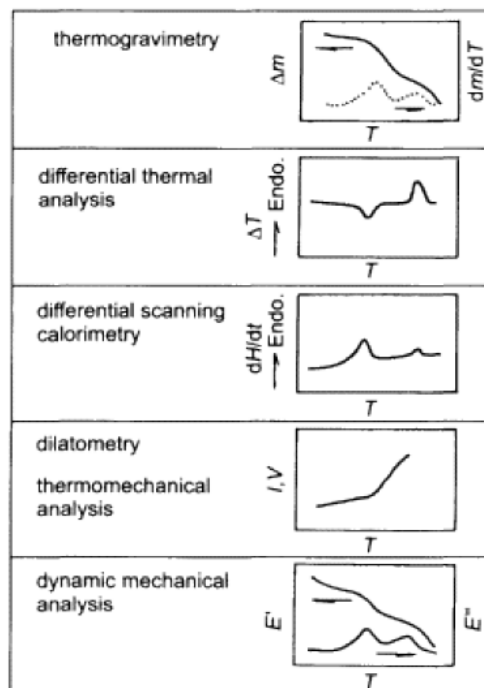 thermogravimetry
Δm
dm/dT
T
differential thermal
analysis
ΔT
Endo.
T
differential scanning
calorimetry
dH/dt
Endo.
T
dilatometry
thermomechanical
analysis
l,V
T
dynamic mechanical
analysis
E'
E"
T